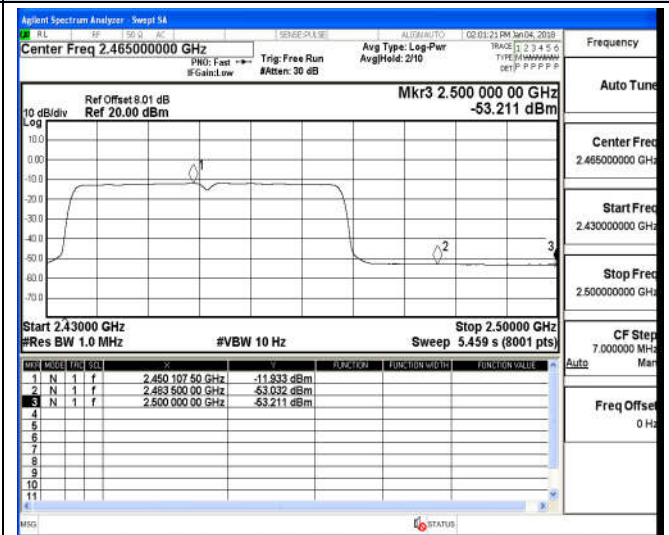 Agilent Spectrum Analyzer - Swept SA
RL RF 50 Ω AC SENSE:PULSE ALIGNAUTO 02:01:21 PM Jan 04, 2018
Center Freq 2.465000000 GHz
PNO: Fast
IFGain:Low
Trig: Free Run
#Atten: 30 dB
Avg Type: Log-Pwr
Avg|Hold: 2/10
TRACE 1 2 3 4 5 6
TYPE M
DET P P P P P P
Frequency
Ref Offset 8.01 dB
10 dB/div Ref 20.00 dBm
Log
Mkr3 2.500 000 00 GHz
-53.211 dBm
10.0
0.00
-10.0
-20.0
-30.0
-40.0
-50.0
-60.0
-70.0
1
2
3
Start 2.43000 GHz
Stop 2.50000 GHz
#Res BW 1.0 MHz
#VBW 10 Hz
Sweep 5.459 s (8001 pts)
MKR MODE TRC SCL X Y FUNCTION FUNCTION WIDTH FUNCTION VALUE
1 N 1 f 2.450 107 50 GHz -11.933 dBm
2 N 1 f 2.483 500 00 GHz -53.032 dBm
3 N 1 f 2.500 000 00 GHz -53.211 dBm
4
5
6
7
8
9
10
11
MSG
STATUS
Auto Tune
Center Freq
2.465000000 GHz
Start Freq
2.430000000 GHz
Stop Freq
2.500000000 GHz
CF Step
7.000000 MHz
Auto Man
Freq Offset
0 Hz